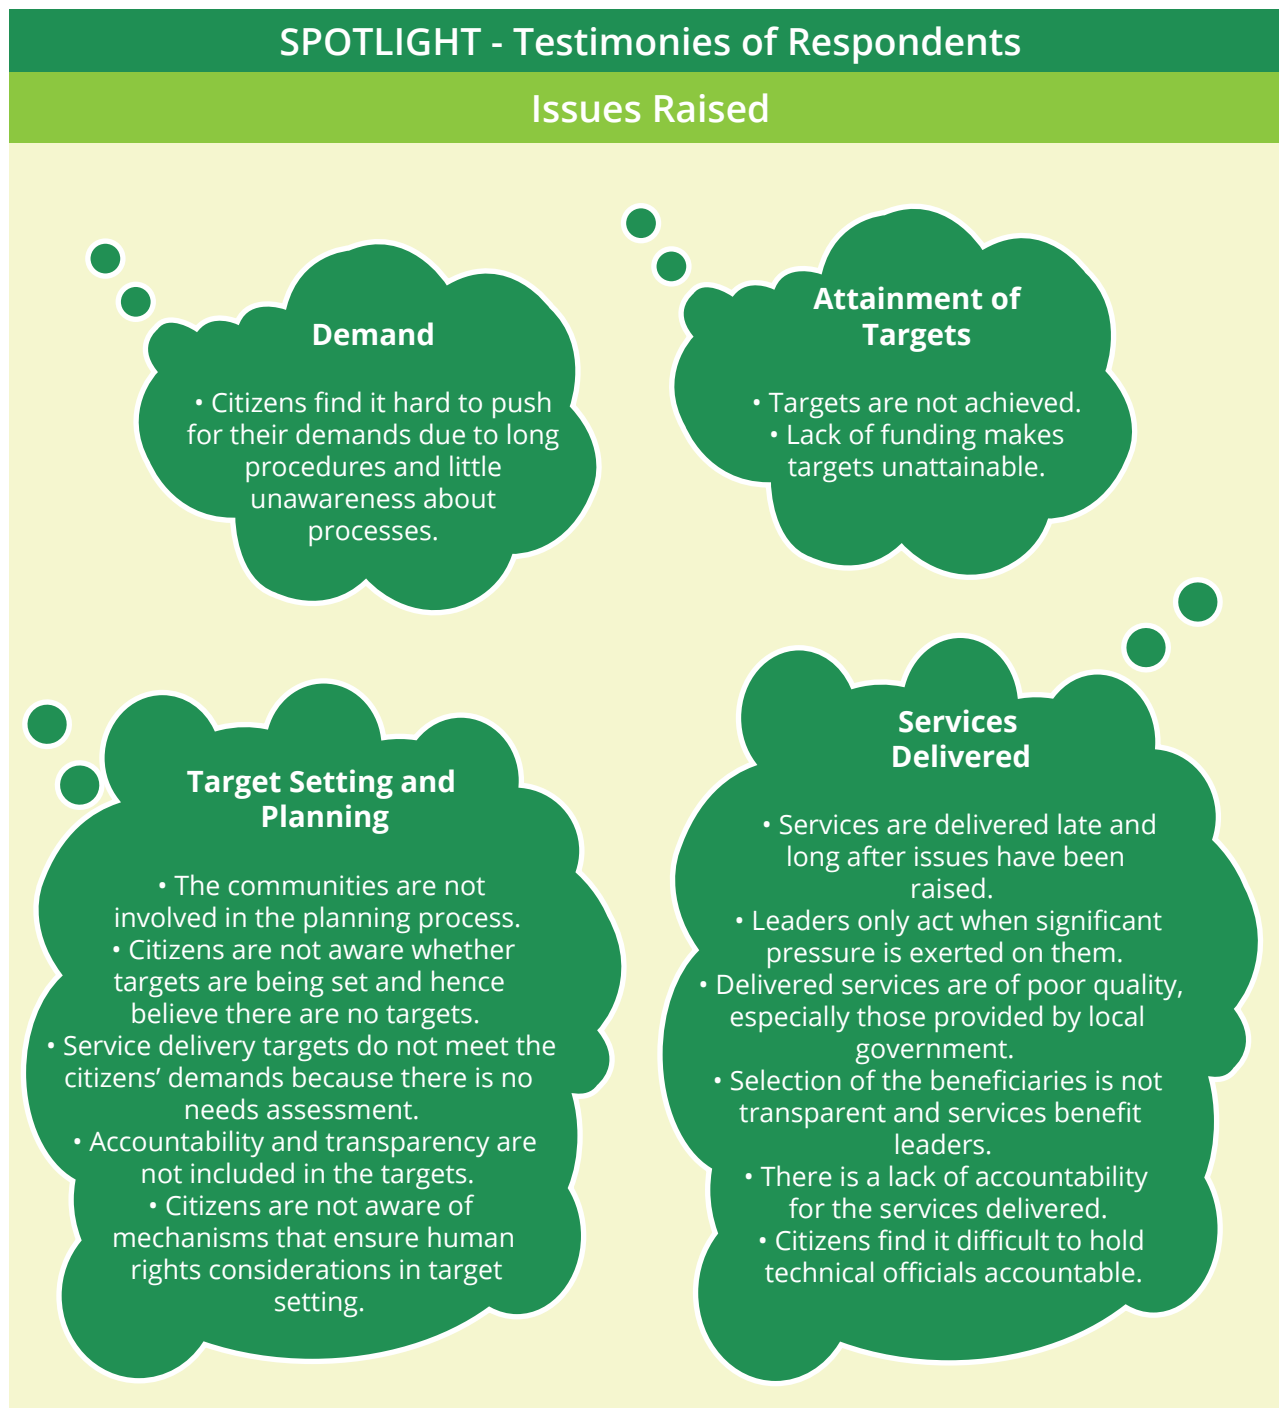 SPOTLIGHT - Testimonies of Respondents
Issues Raised
Demand
• Citizens find it hard to push
for their demands due to long
procedures and little
unawareness about
processes.
Attainment of
Targets
• Targets are not achieved.
• Lack of funding makes
targets unattainable.
Target Setting and
Planning
• The communities are not
involved in the planning process.
• Citizens are not aware whether
targets are being set and hence
believe there are no targets.
• Service delivery targets do not meet the
citizens’ demands because there is no
needs assessment.
• Accountability and transparency are
not included in the targets.
• Citizens are not aware of
mechanisms that ensure human
rights considerations in target
setting.
Services
Delivered
• Services are delivered late and
long after issues have been
raised.
• Leaders only act when significant
pressure is exerted on them.
• Delivered services are of poor quality,
especially those provided by local
government.
• Selection of the beneficiaries is not
transparent and services benefit
leaders.
• There is a lack of accountability
for the services delivered.
• Citizens find it difficult to hold
technical officials accountable.